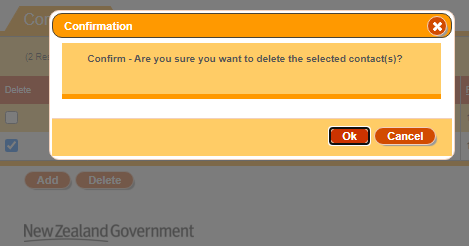 Confirmation
Confirm - Are you sure you want to delete the selected contact(s)?
Ok Cancel
Delete
Add Delete
New Zealand Government